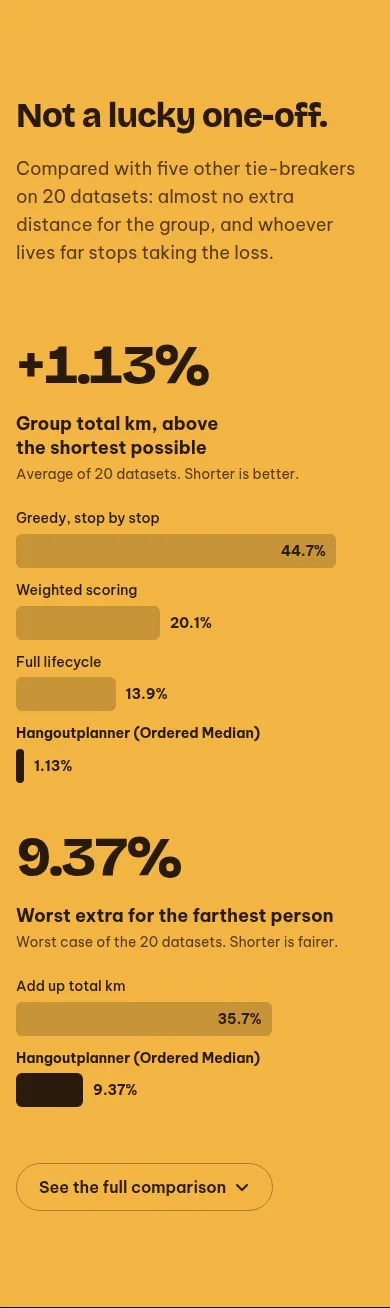 Not a lucky one-off.
Compared with five other tie-breakers
on 20 datasets: almost no extra
distance for the group, and whoever
lives far stops taking the loss.
+1.13%
Group total km, above
the shortest possible
Average of 20 datasets. Shorter is better.
Greedy, stop by stop
44.7%
Weighted scoring
20.1%
Full lifecycle
13.9%
Hangoutplanner (Ordered Median)
1.13%
9.37%
Worst extra for the farthest person
Worst case of the 20 datasets. Shorter is fairer.
Add up total km
35.7%
Hangoutplanner (Ordered Median)
9.37%
See the full comparison